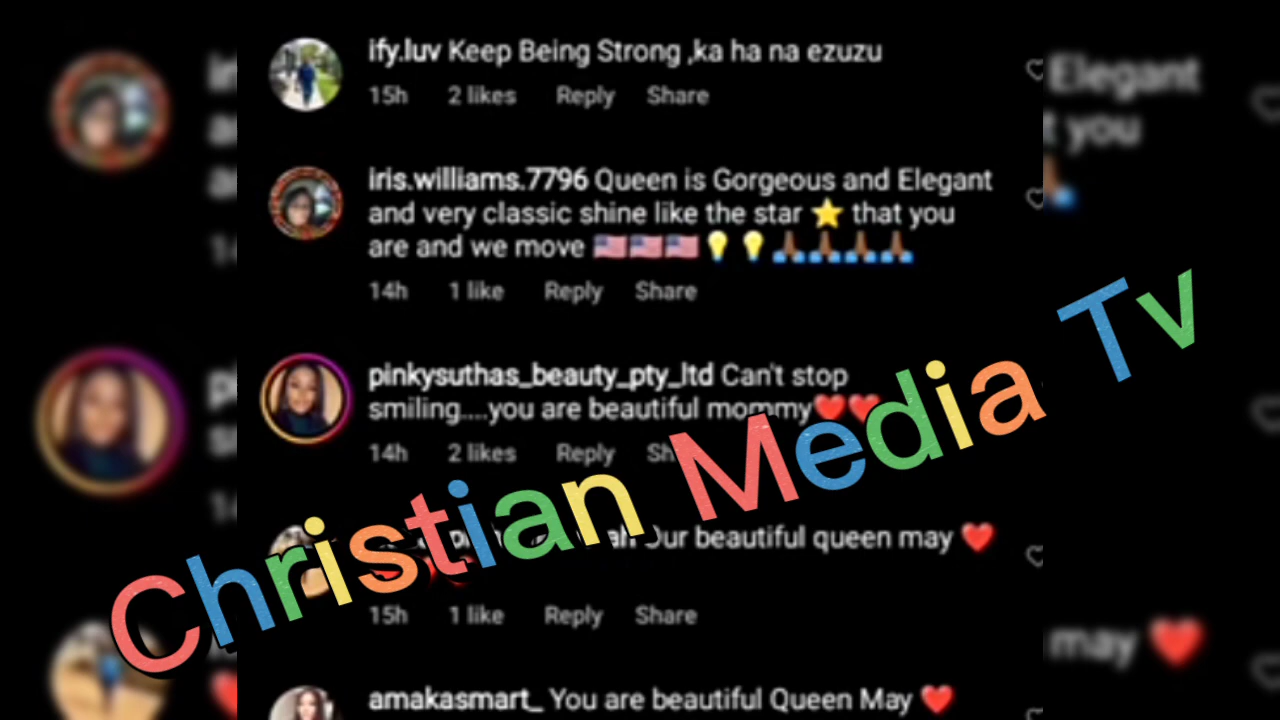 ify.luv Keep Being Strong ,ka ha na ezuzu
15h 2 likes Reply Share
iris.williams.7796 Queen is Gorgeous and Elegant
and very classic shine like the star ⭐ that you
are and we move 🇺🇸🇺🇸🇺🇸💡💡🙏🏾🙏🏾🙏🏾🙏🏾
14h 1 like Reply Share
pinkysuthas_beauty_pty_ltd Can't stop
smiling....you are beautiful mommy❤️❤️
14h 2 likes Reply
Our beautiful queen may ❤️
15h 1 like Reply Share
amakasmart_ You are beautiful Queen May ❤️
Christian Media Tv
Elegant
you
may ❤️